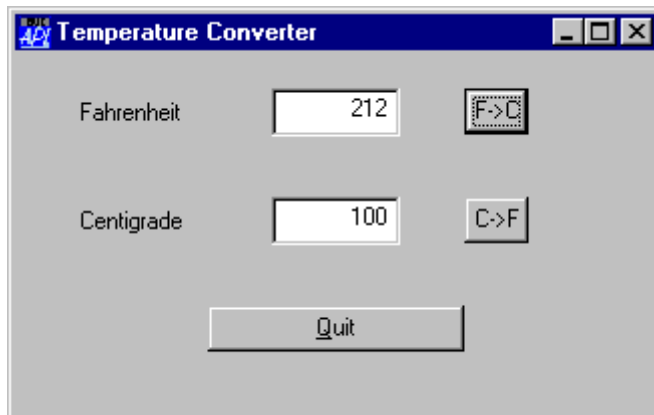 Temperature Converter
Fahrenheit 212 F->C
Centigrade 100 C->F
Quit